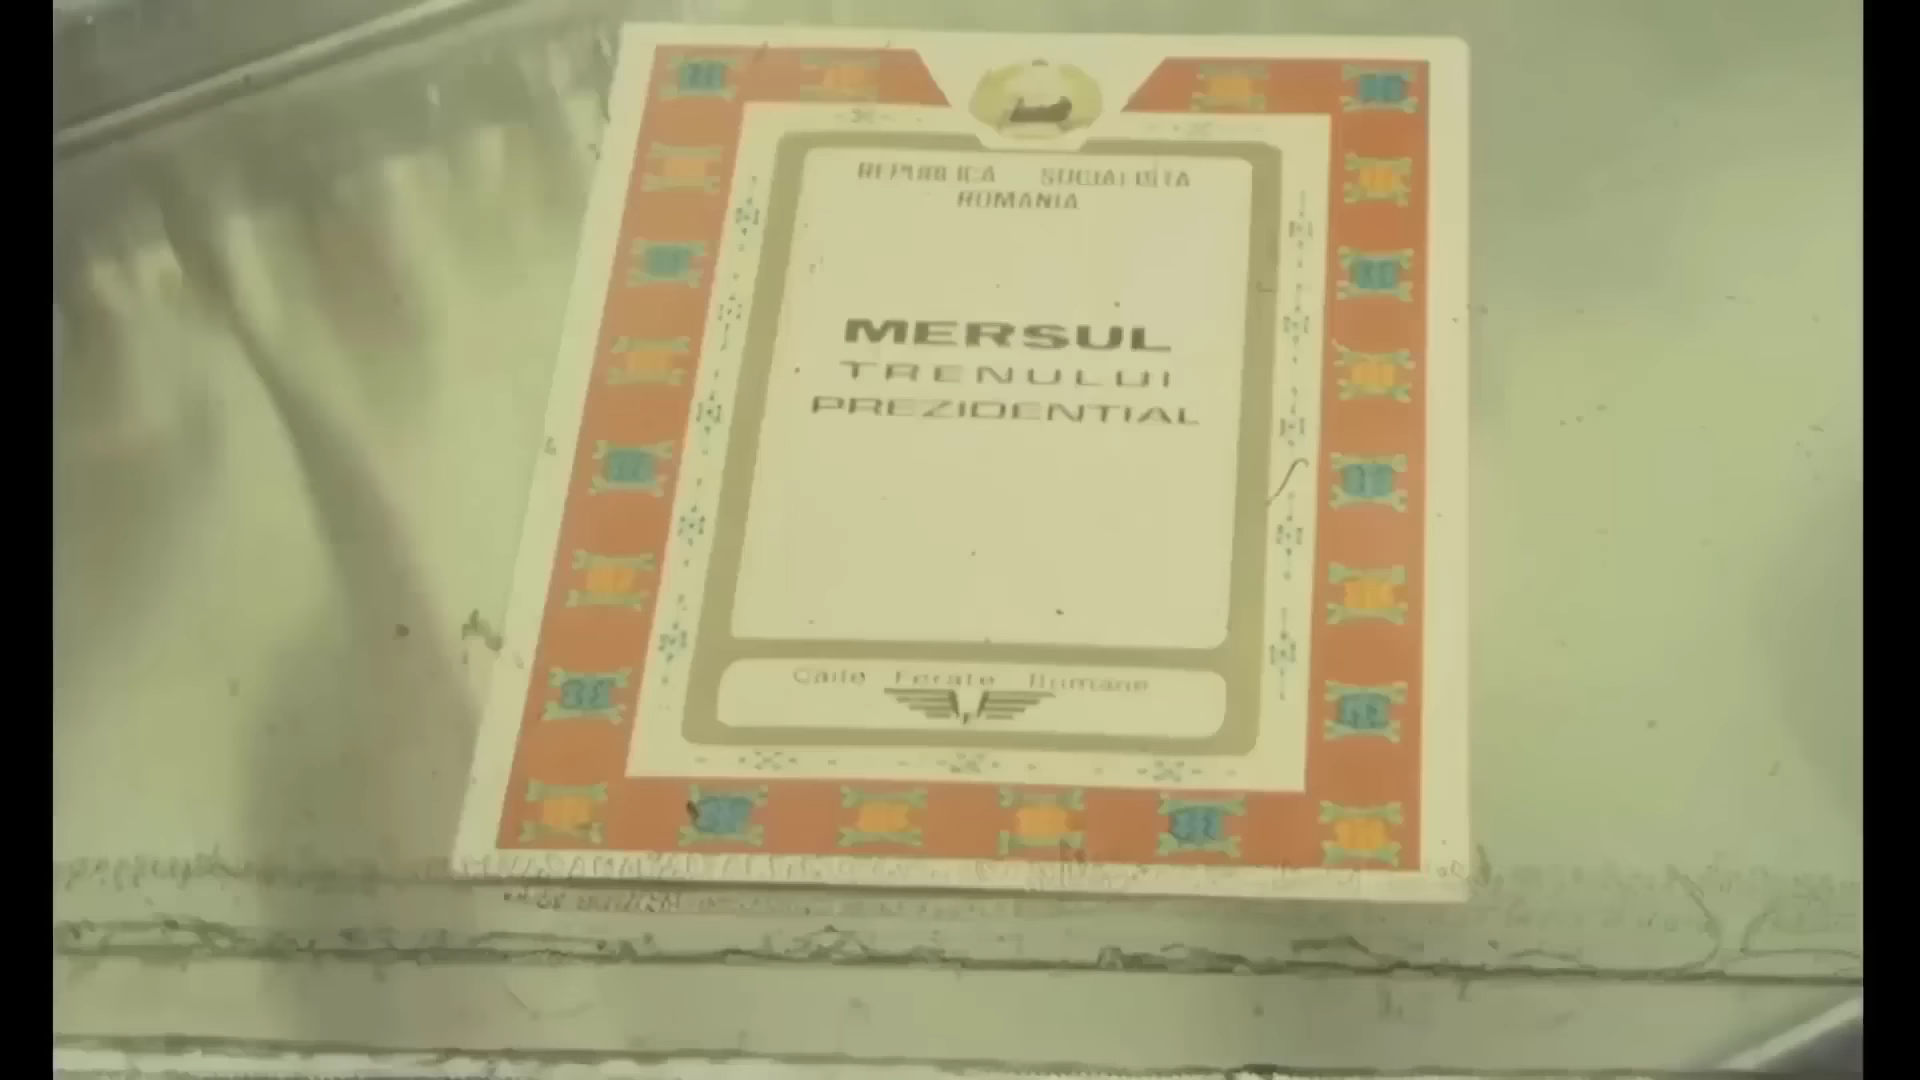 REPUBLICA SOCIALISTA
ROMANIA
MERSUL
TRENULUI
PREZIDENTIAL
Caile Ferate Romane